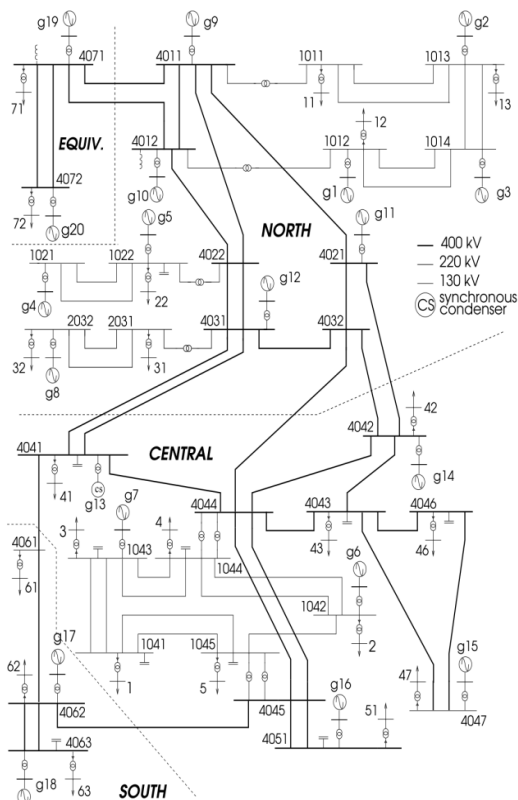 g19
g9
g2
4071
4011
1011
1013
71
11
13
12
EQUIV.
4012
1012
1014
4072
g10
g1
g3
72
g20
g5
g11
NORTH
400 kV
220 kV
130 kV
CS synchronous
condenser
1021
1022
4022
g12
4021
g4
22
2032
2031
4031
4032
32
g8
31
42
4042
CENTRAL
4041
g14
41
g13
CS
g7
4044
4043
4046
3
4
4061
1043
43
46
g6
1044
61
1042
g17
1041
1045
2
62
1
5
g15
g16
47
4062
4045
51
4047
4063
4051
g18
63
SOUTH